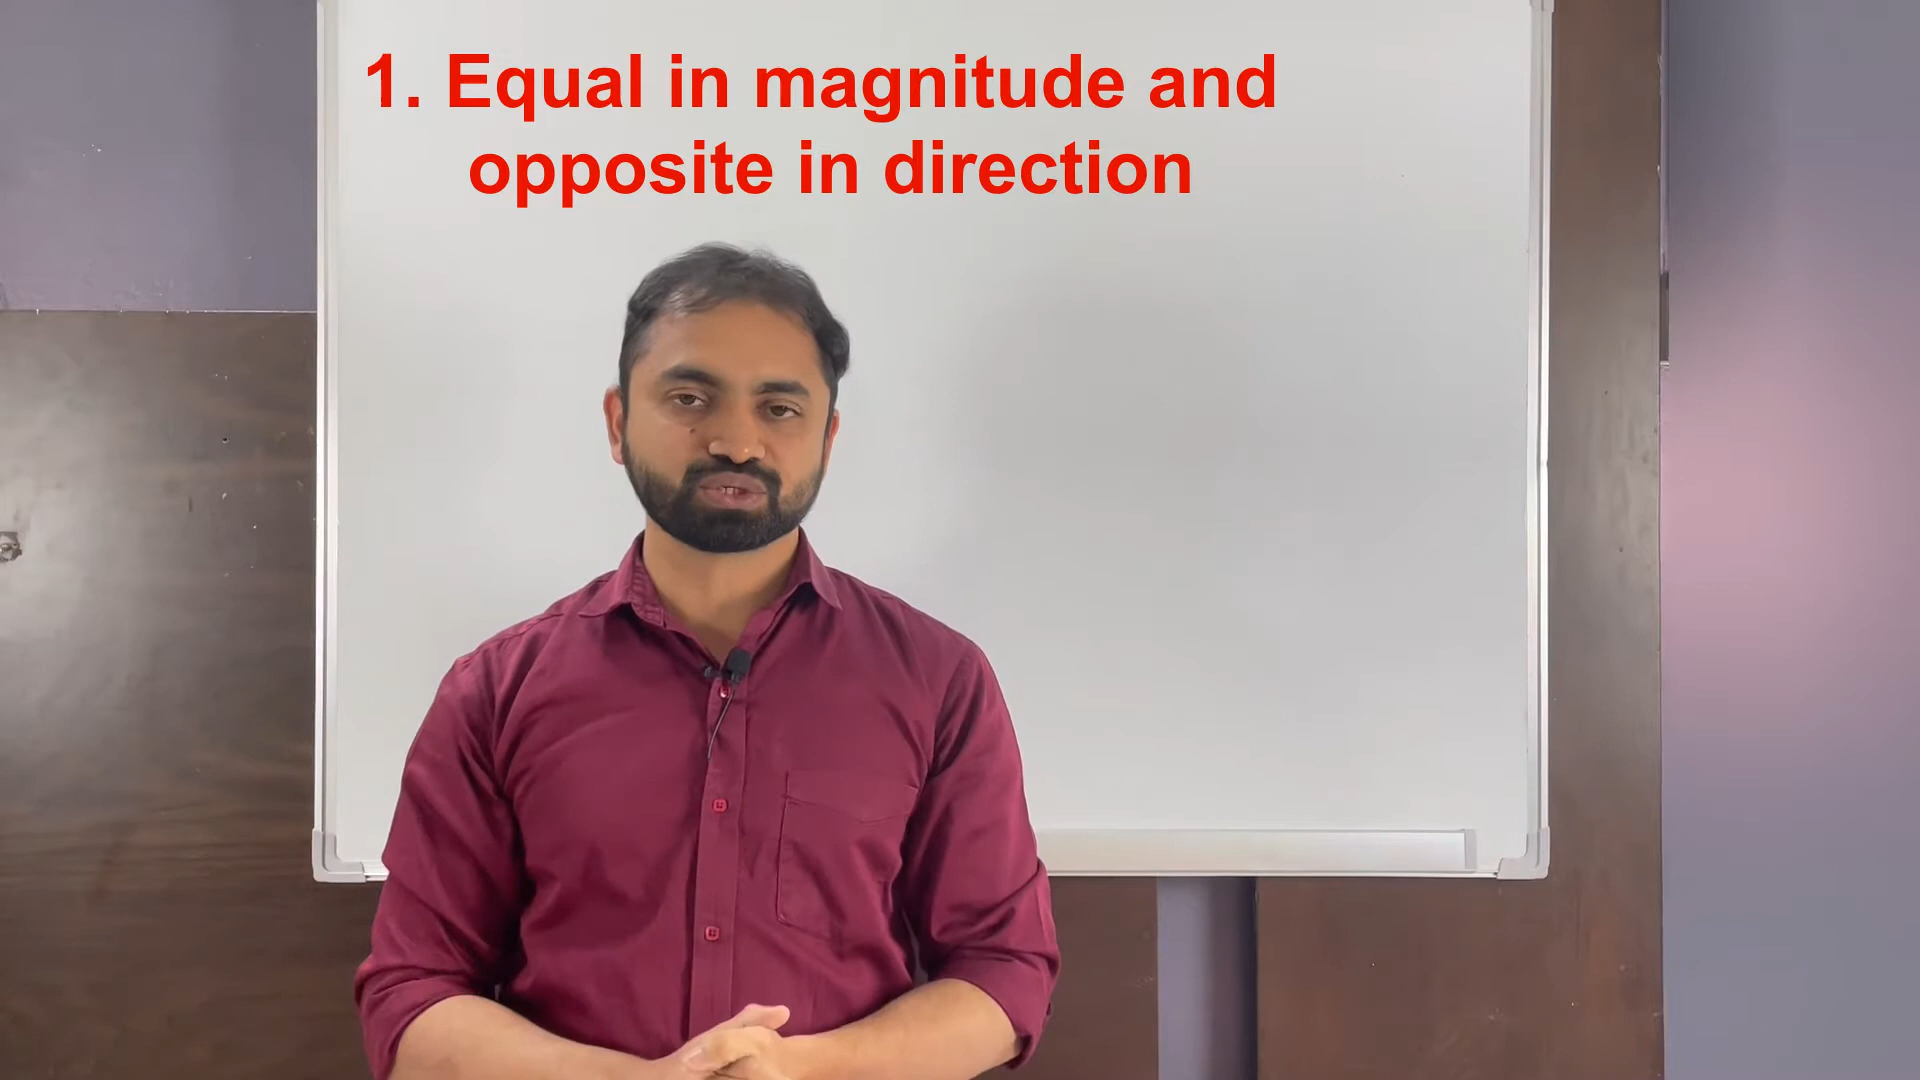 1. Equal in magnitude and
opposite in direction